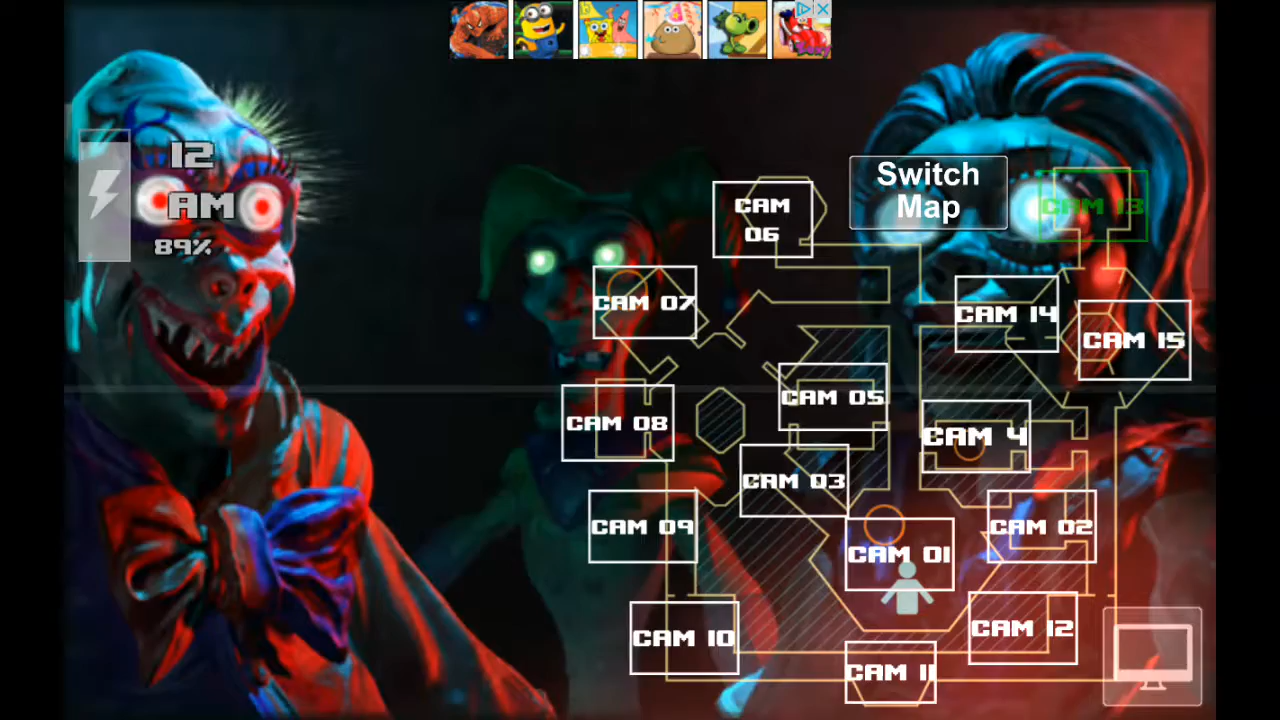 12
AM
89%
Switch
Map
CAM
06
CAM 13
CAM 07
CAM 14
CAM 15
CAM 05
CAM 08
CAM 4
CAM 03
CAM 09
CAM 02
CAM 01
CAM 10
CAM 12
CAM 11